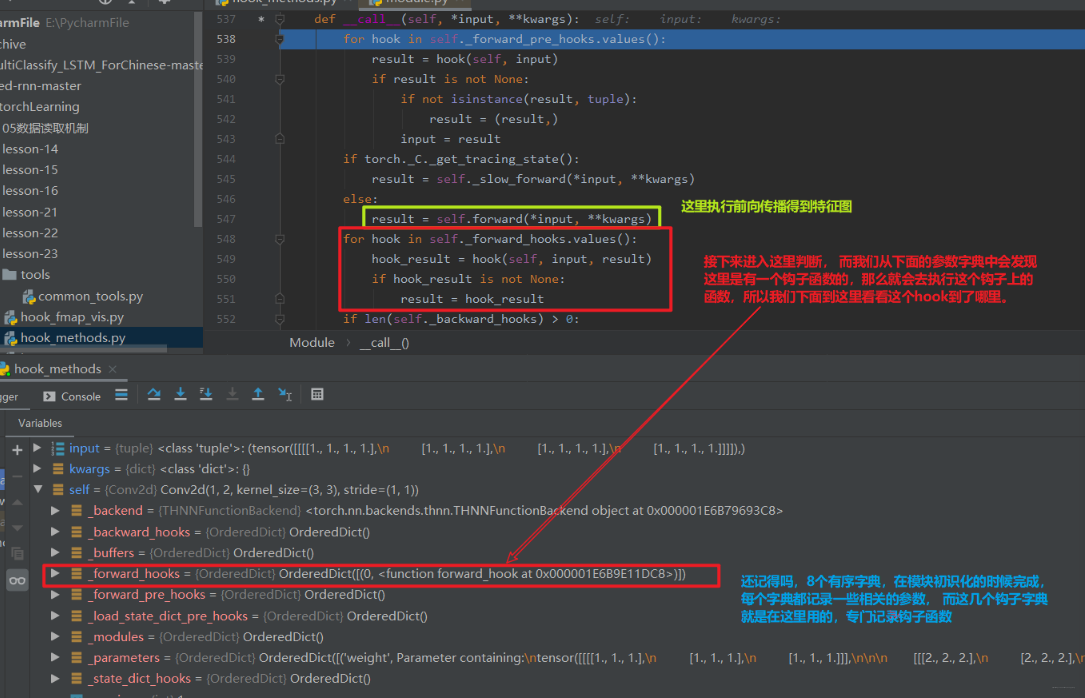 armFile E:\PycharmFile
chive
ultiClassify_LSTM_ForChinese-maste
ed-rnn-master
torchLearning
05数据读取机制
lesson-14
lesson-15
lesson-16
lesson-21
lesson-22
lesson-23
tools
common_tools.py
hook_fmap_vis.py
hook_methods.py
537 * def __call__(self, *input, **kwargs): self: input: kwargs:
538 for hook in self._forward_pre_hooks.values():
539 result = hook(self, input)
540 if result is not None:
541 if not isinstance(result, tuple):
542 result = (result,)
543 input = result
544 if torch._C._get_tracing_state():
545 result = self._slow_forward(*input, **kwargs)
546 else:
547 result = self.forward(*input, **kwargs)
548 for hook in self._forward_hooks.values():
549 hook_result = hook(self, input, result)
550 if hook_result is not None:
551 result = hook_result
552 if len(self._backward_hooks) > 0:
这里执行前向传播得到特征图
接下来进入这里判断， 而我们从下面的参数字典中会发现
这里是有一个钩子函数的，那么就会去执行这个钩子上的
函数，所以我们下面到这里看看这个hook到了哪里。
Module › __call__()
hook_methods ×
gger Console
Variables
input = {tuple} <class 'tuple'>: (tensor([[[[1., 1., 1., 1.],\n [1., 1., 1., 1.],\n [1., 1., 1., 1.],\n [1., 1., 1., 1.]]]]),)
kwargs = {dict} <class 'dict'>: {}
self = {Conv2d} Conv2d(1, 2, kernel_size=(3, 3), stride=(1, 1))
_backend = {THNNFunctionBackend} <torch.nn.backends.thnn.THNNFunctionBackend object at 0x000001E6B79693C8>
_backward_hooks = {OrderedDict} OrderedDict()
_buffers = {OrderedDict} OrderedDict()
_forward_hooks = {OrderedDict} OrderedDict([(0, <function forward_hook at 0x000001E6B9E11DC8>)])
_forward_pre_hooks = {OrderedDict} OrderedDict()
_load_state_dict_pre_hooks = {OrderedDict} OrderedDict()
_modules = {OrderedDict} OrderedDict()
_parameters = {OrderedDict} OrderedDict([('weight', Parameter containing:\ntensor([[[[1., 1., 1.],\n [1., 1., 1.],\n [1., 1., 1.]]],\n\n\n [[[2., 2., 2.],\n [2., 2., 2.],\n
_state_dict_hooks = {OrderedDict} OrderedDict()
还记得吗，8个有序字典，在模块初识化的时候完成，
每个字典都记录一些相关的参数， 而这几个钩子字典
就是在这里用的，专门记录钩子函数